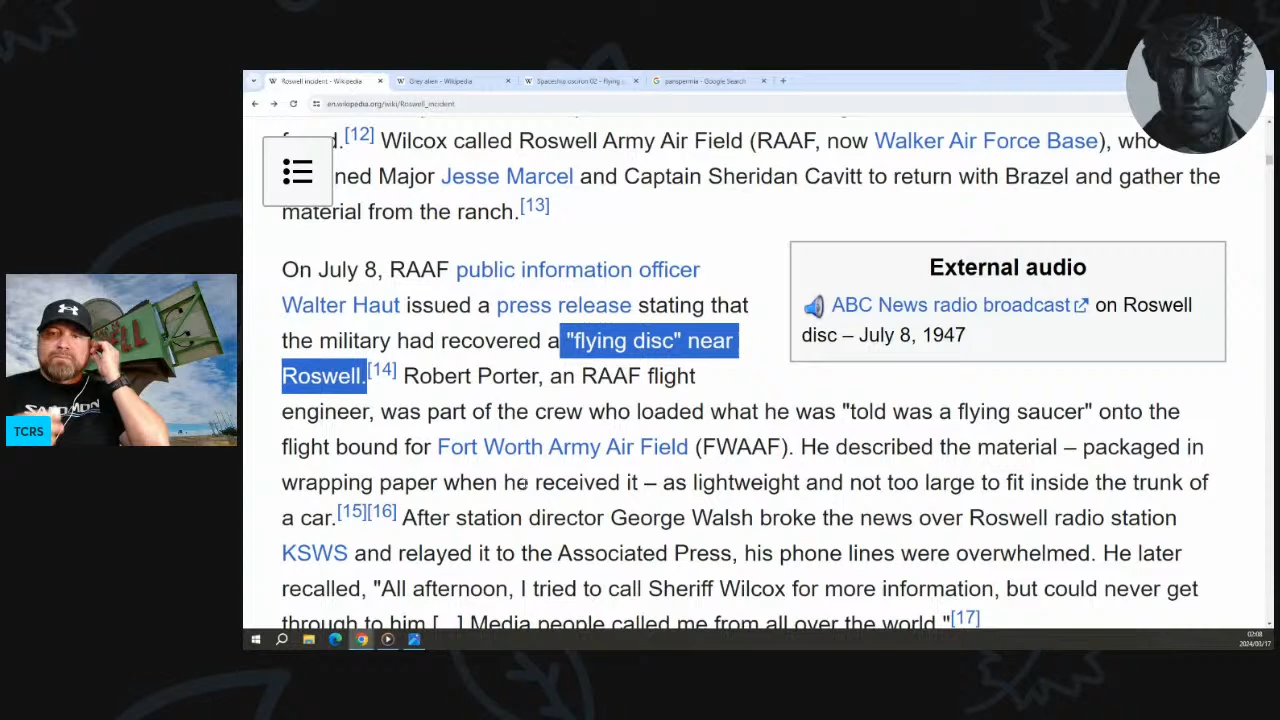 Roswell incident - Wikipedia
Grey alien - Wikipedia
panspermia - Google Search
en.wikipedia.org/wiki/Roswell_incident
[12] Wilcox called Roswell Army Air Field (RAAF, now Walker Air Force Base), who
ned Major Jesse Marcel and Captain Sheridan Cavitt to return with Brazel and gather the
material from the ranch.[13]
On July 8, RAAF public information officer
Walter Haut issued a press release stating that
the military had recovered a "flying disc" near
Roswell.[14] Robert Porter, an RAAF flight
engineer, was part of the crew who loaded what he was "told was a flying saucer" onto the
flight bound for Fort Worth Army Air Field (FWAAF). He described the material – packaged in
wrapping paper when he received it – as lightweight and not too large to fit inside the trunk of
a car.[15][16] After station director George Walsh broke the news over Roswell radio station
KSWS and relayed it to the Associated Press, his phone lines were overwhelmed. He later
recalled, "All afternoon, I tried to call Sheriff Wilcox for more information, but could never get
through to him [...] Media people called me from all over the world."[17]
External audio
ABC News radio broadcast on Roswell
disc – July 8, 1947
TCRS
02:08
2024/03/17